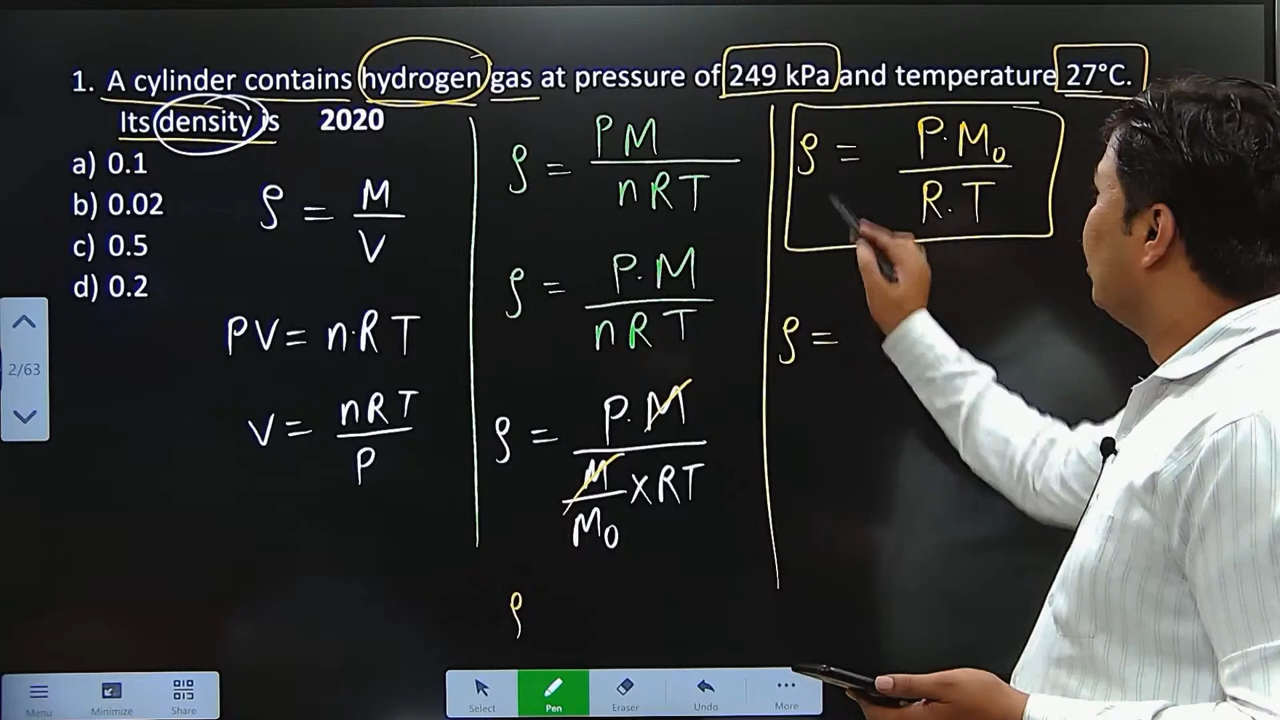 1. A cylinder contains hydrogen gas at pressure of 249 kPa and temperature 27°C.
Its density is 2020
a) 0.1
b) 0.02
c) 0.5
d) 0.2
ρ = M / V
PV = n·RT
V = nRT / P
ρ = PM / nRT
ρ = P·M / nRT
ρ = P·M / (M / M₀ × RT)
ρ
ρ = P·M₀ / R·T
ρ =
2/63
Menu
Minimize
Share
Select
Pen
Eraser
Undo
More